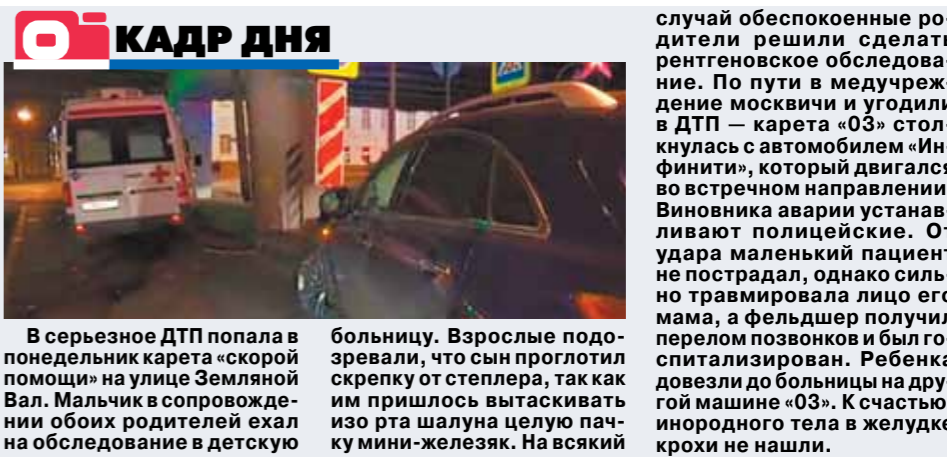 КАДР ДНЯ
В серьезное ДТП попала в
понедельник карета «скорой
помощи» на улице Земляной
Вал. Мальчик в сопровожде-
нии обоих родителей ехал
на обследование в детскую
больницу. Взрослые подо-
зревали, что сын проглотил
скрепку от степлера, так как
им пришлось вытаскивать
изо рта шалуна целую пач-
ку мини-железяк. На всякий
случай обеспокоенные ро-
дители решили сделать
рентгеновское обследова-
ние. По пути в медучреж-
дение москвичи и угодили
в ДТП — карета «03» стол-
кнулась с автомобилем «Ин-
финити», который двигался
во встречном направлении.
Виновника аварии устанав-
ливают полицейские. От
удара маленький пациент
не пострадал, однако силь-
но травмировала лицо его
мама, а фельдшер получил
перелом позвонков и был го-
спитализирован. Ребенка
довезли до больницы на дру-
гой машине «03». К счастью,
инородного тела в желудке
крохи не нашли.